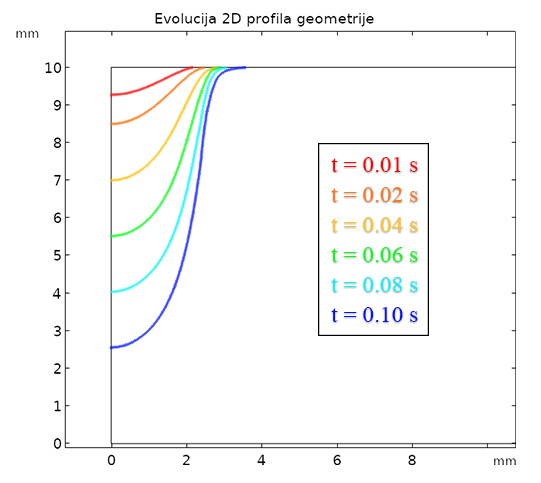 Evolucija 2D profila geometrije
mm
10
9
8
7
6
5
4
3
2
1
0
t = 0.01 s
t = 0.02 s
t = 0.04 s
t = 0.06 s
t = 0.08 s
t = 0.10 s
0 2 4 6 8 mm